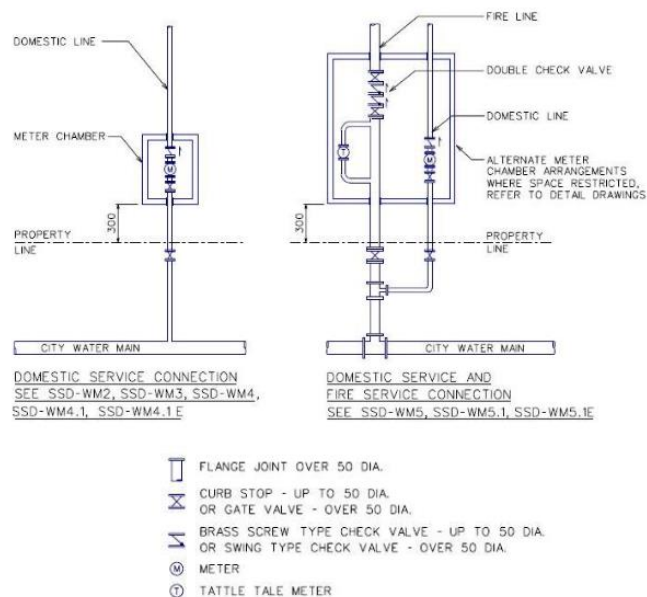 DOMESTIC LINE
METER CHAMBER
M
300
PROPERTY
LINE
CITY WATER MAIN
DOMESTIC SERVICE CONNECTION
SEE SSD-WM2, SSD-WM3, SSD-WM4,
SSD-WM4.1, SSD-WM4.1 E
FIRE LINE
DOUBLE CHECK VALVE
DOMESTIC LINE
T
M
ALTERNATE METER
CHAMBER ARRANGEMENTS
WHERE SPACE RESTRICTED,
REFER TO DETAIL DRAWINGS
300
PROPERTY
LINE
CITY WATER MAIN
DOMESTIC SERVICE AND
FIRE SERVICE CONNECTION
SEE SSD-WM5, SSD-WM5.1, SSD-WM5.1E
FLANGE JOINT OVER 50 DIA.
CURB STOP - UP TO 50 DIA.
OR GATE VALVE - OVER 50 DIA.
BRASS SCREW TYPE CHECK VALVE - UP TO 50 DIA.
OR SWING TYPE CHECK VALVE - OVER 50 DIA.
M METER
T TATTLE TALE METER